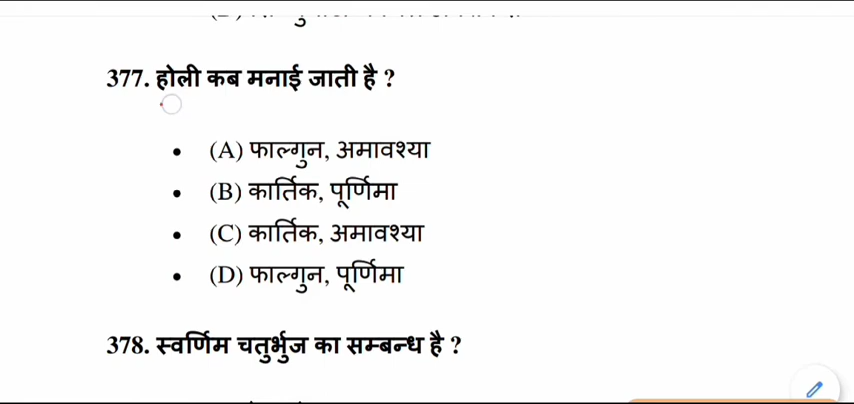 377. होली कब मनाई जाती है ?
• (A) फाल्गुन, अमावश्या
• (B) कार्तिक, पूर्णिमा
• (C) कार्तिक, अमावश्या
• (D) फाल्गुन, पूर्णिमा
378. स्वर्णिम चतुर्भुज का सम्बन्ध है ?